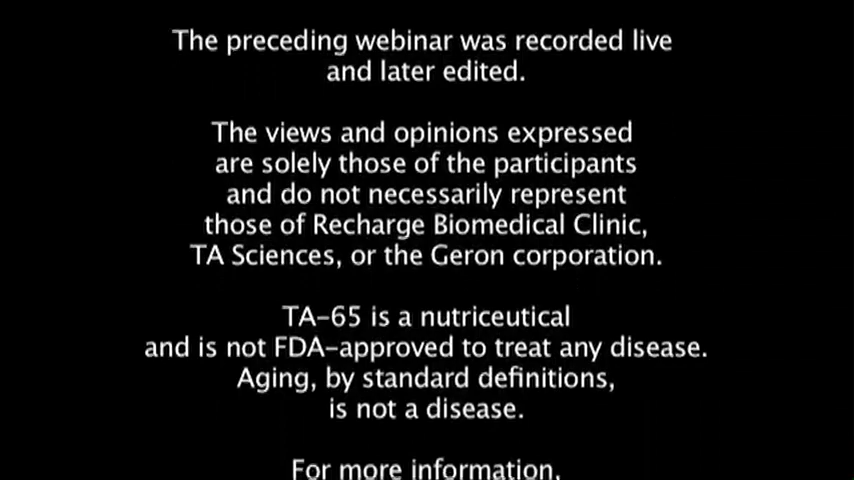 The preceding webinar was recorded live
and later edited.
The views and opinions expressed
are solely those of the participants
and do not necessarily represent
those of Recharge Biomedical Clinic,
TA Sciences, or the Geron corporation.
TA-65 is a nutriceutical
and is not FDA-approved to treat any disease.
Aging, by standard definitions,
is not a disease.
For more information,